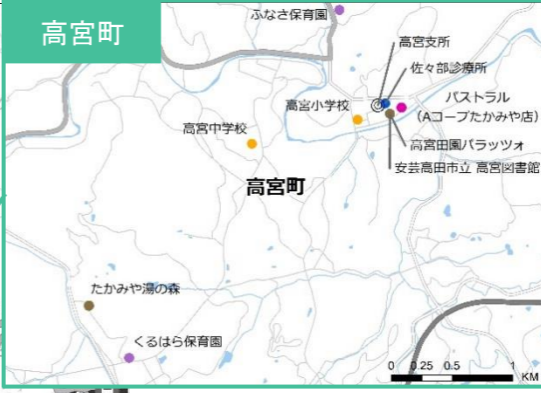 高宮町
ふなさ保育園
高宮支所
佐々部診療所
パストラル
(Aコープたかみや店)
高宮小学校
高宮中学校
高宮田園パラッツォ
安芸高田市立 高宮図書館
高宮町
たかみや湯の森
くるはら保育園
0 0.25 0.5 1
KM